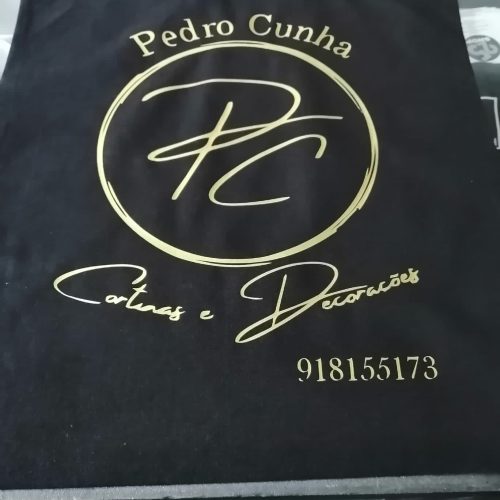 Pedro Cunha
PC
Cortinas e Decorações
918155173